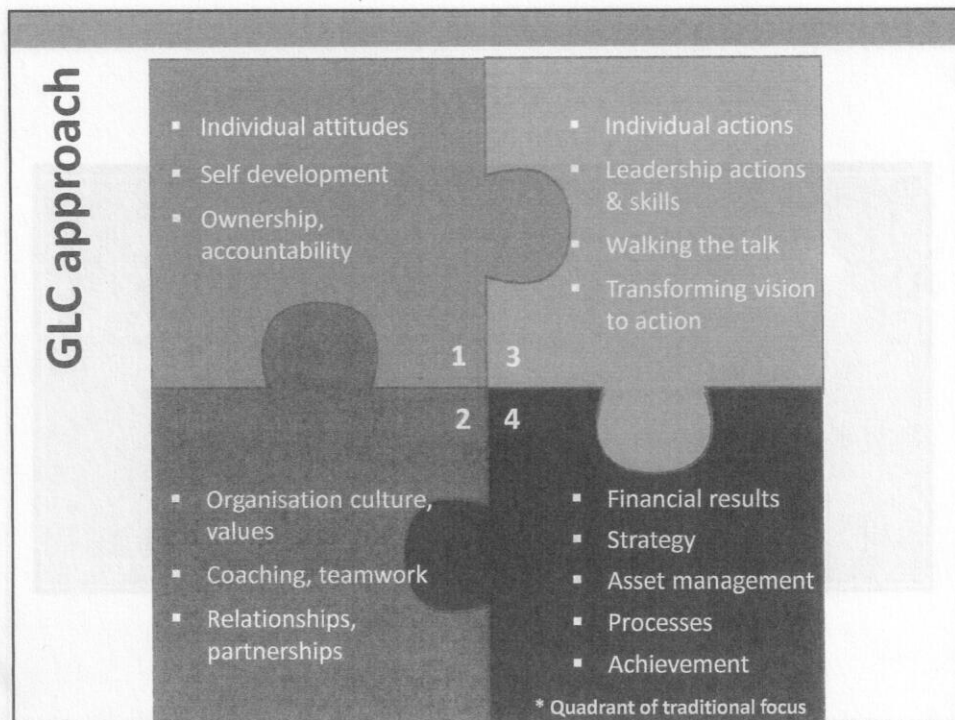 GLC approach
▪ Individual attitudes
▪ Self development
▪ Ownership,
accountability
1
▪ Individual actions
▪ Leadership actions
& skills
▪ Walking the talk
▪ Transforming vision
to action
3
2
▪ Organisation culture,
values
▪ Coaching, teamwork
▪ Relationships,
partnerships
4
▪ Financial results
▪ Strategy
▪ Asset management
▪ Processes
▪ Achievement
* Quadrant of traditional focus